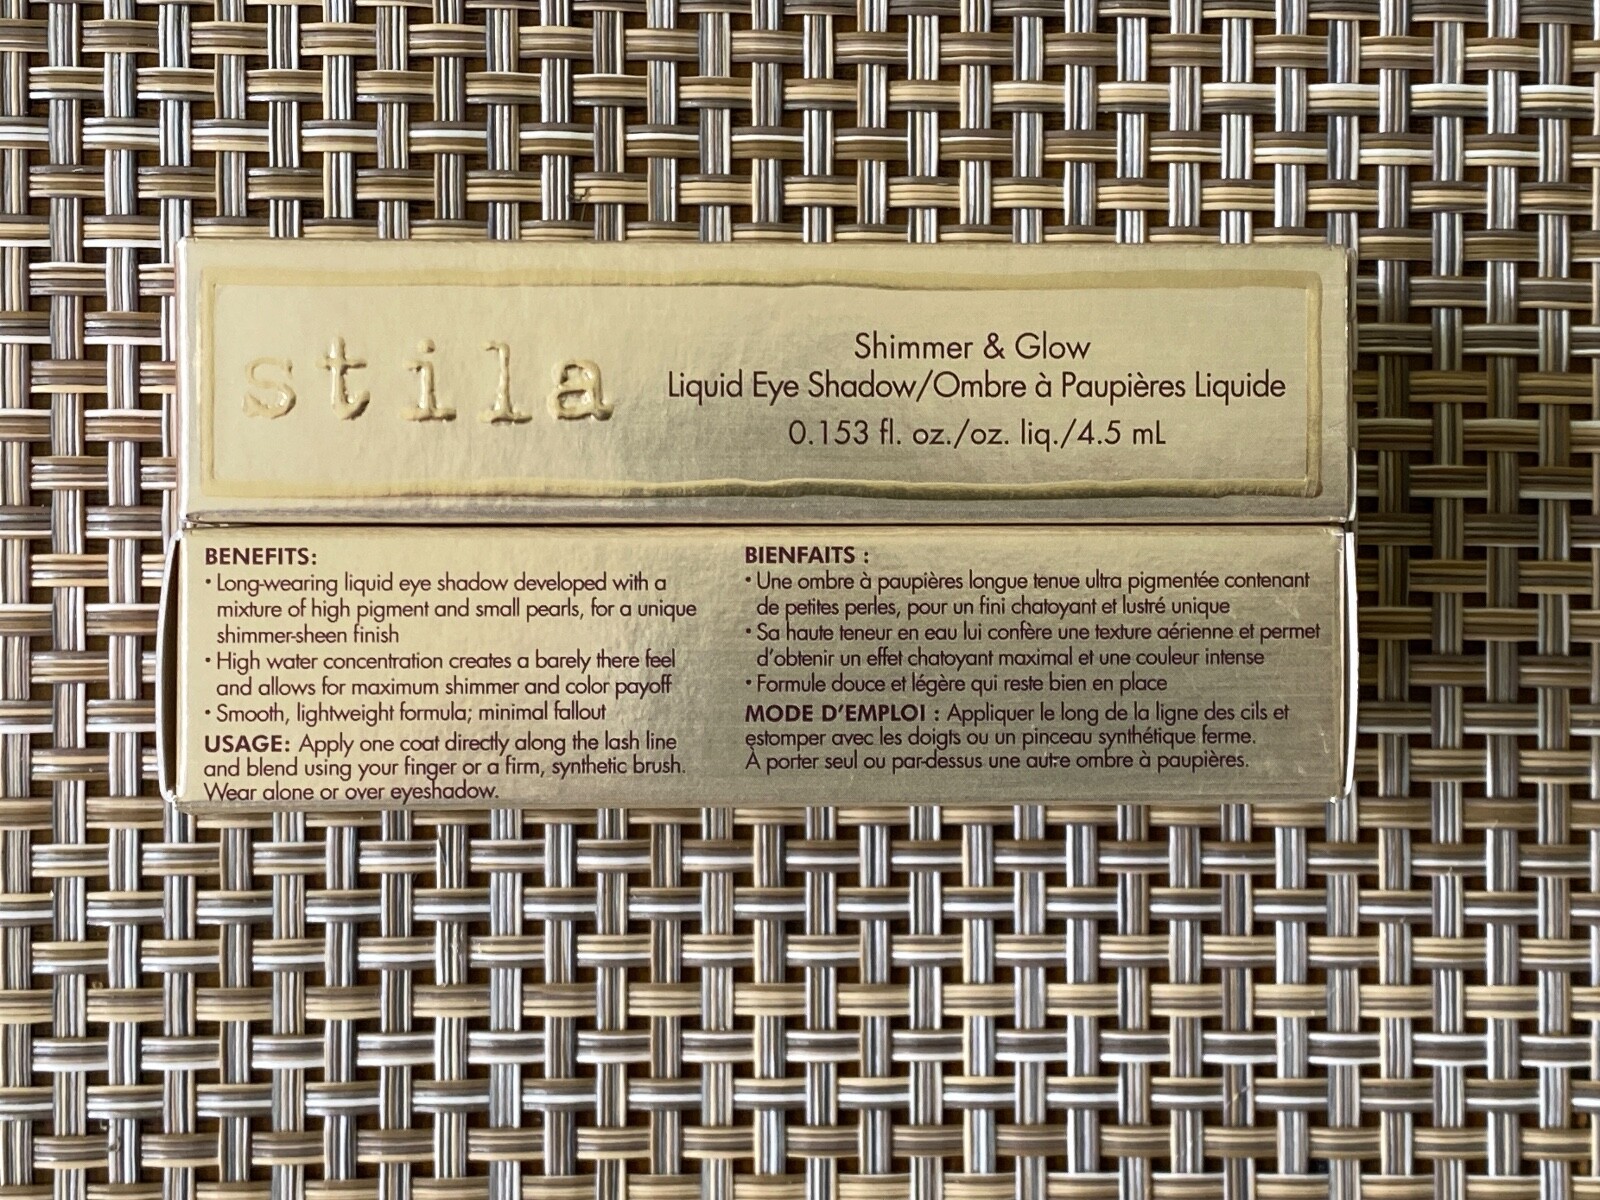 stila
Shimmer & Glow
Liquid Eye Shadow/Ombre à Paupières Liquide
0.153 fl. oz./oz. liq./4.5 mL
BENEFITS:
• Long-wearing liquid eye shadow developed with a
mixture of high pigment and small pearls, for a unique
shimmer-sheen finish
• High water concentration creates a barely there feel
and allows for maximum shimmer and color payoff
• Smooth, lightweight formula; minimal fallout
USAGE: Apply one coat directly along the lash line
and blend using your finger or a firm, synthetic brush.
Wear alone or over eyeshadow.
BIENFAITS :
• Une ombre à paupières longue tenue ultra pigmentée contenant
de petites perles, pour un fini chatoyant et lustré unique
• Sa haute teneur en eau lui confère une texture aérienne et permet
d'obtenir un effet chatoyant maximal et une couleur intense
• Formule douce et légère qui reste bien en place
MODE D'EMPLOI : Appliquer le long de la ligne des cils et
estomper avec les doigts ou un pinceau synthétique ferme.
À porter seul ou par-dessus une autre ombre à paupières.